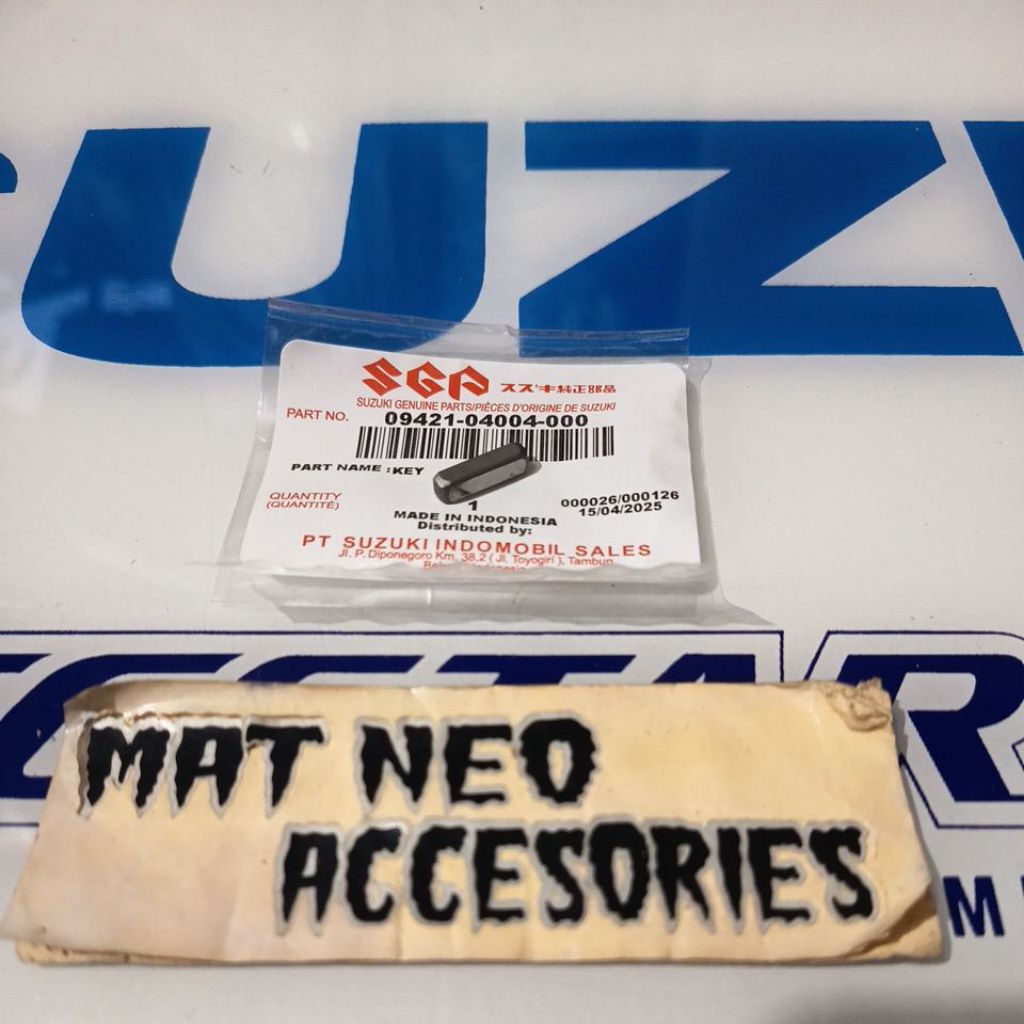 SUZU
SGP スズキ純正部品
SUZUKI GENUINE PARTS/PIÈCES D'ORIGINE DE SUZUKI
PART NO. 09421-04004-000
PART NAME : KEY
QUANTITY
(QUANTITÉ)
1
000026/000126
15/04/2025
MADE IN INDONESIA
Distributed by:
PT SUZUKI INDOMOBIL SALES
Jl. P. Diponegoro Km. 38,2 ( Jl. Toyogiri ), Tambun
MAT NEO
ACCESORIES
M